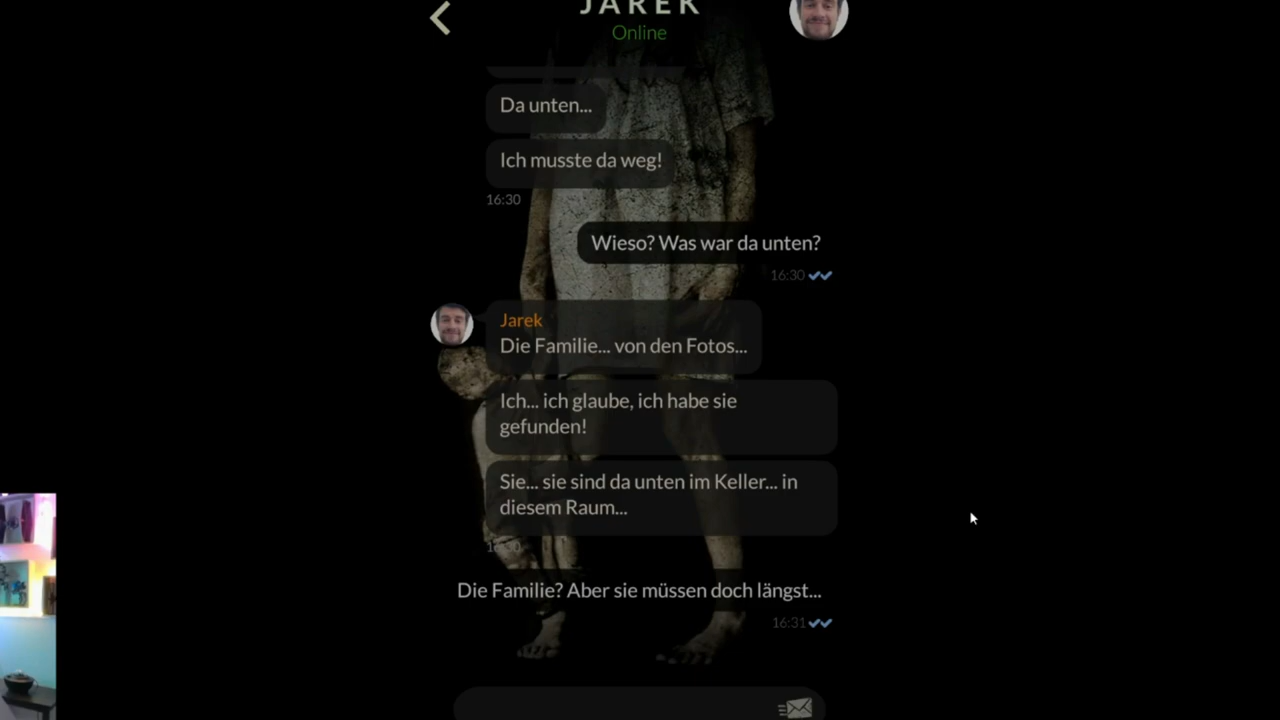 JAREK
Online
Da unten...
Ich musste da weg!
16:30
Wieso? Was war da unten?
16:30
Jarek
Die Familie... von den Fotos...
Ich... ich glaube, ich habe sie
gefunden!
Sie... sie sind da unten im Keller... in
diesem Raum...
16:30
Die Familie? Aber sie müssen doch längst...
16:31